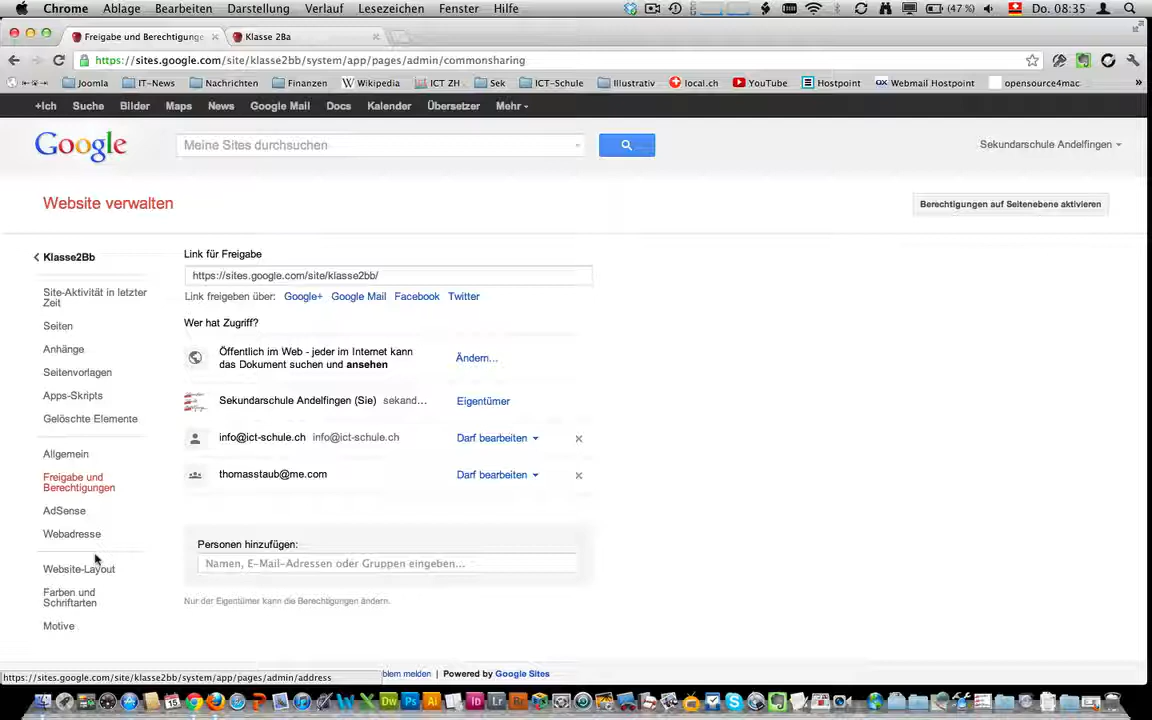 Chrome Ablage Bearbeiten Darstellung Verlauf Lesezeichen Fenster Hilfe (47 %) Do. 08:35
Freigabe und Berechtigunge Klasse 2Ba
https://sites.google.com/site/klasse2bb/system/app/pages/admin/commonsharing
Joomla IT-News Nachrichten Finanzen Wikipedia ICT ZH Sek ICT-Schule Illustrativ local.ch YouTube Hostpoint Webmail Hostpoint opensource4mac »
+Ich Suche Bilder Maps News Google Mail Docs Kalender Übersetzer Mehr
Google Meine Sites durchsuchen Sekundarschule Andelfingen
Website verwalten Berechtigungen auf Seitenebene aktivieren
Klasse2Bb
Site-Aktivität in letzter
Zeit
Seiten
Anhänge
Seitenvorlagen
Apps-Skripts
Gelöschte Elemente
Allgemein
Freigabe und
Berechtigungen
AdSense
Webadresse
Website-Layout
Farben und
Schriftarten
Motive
Link für Freigabe
https://sites.google.com/site/klasse2bb/
Link freigeben über: Google+ Google Mail Facebook Twitter
Wer hat Zugriff?
Öffentlich im Web - jeder im Internet kann
das Dokument suchen und ansehen Ändern...
Sekundarschule Andelfingen (Sie) sekand... Eigentümer
info@ict-schule.ch info@ict-schule.ch Darf bearbeiten
thomasstaub@me.com Darf bearbeiten
Personen hinzufügen:
Namen, E-Mail-Adressen oder Gruppen eingeben...
Nur der Eigentümer kann die Berechtigungen ändern.
https://sites.google.com/site/klasse2bb/system/app/pages/admin/address blem melden | Powered by Google Sites
15 W X Dw Ps Ai Id Lr Br